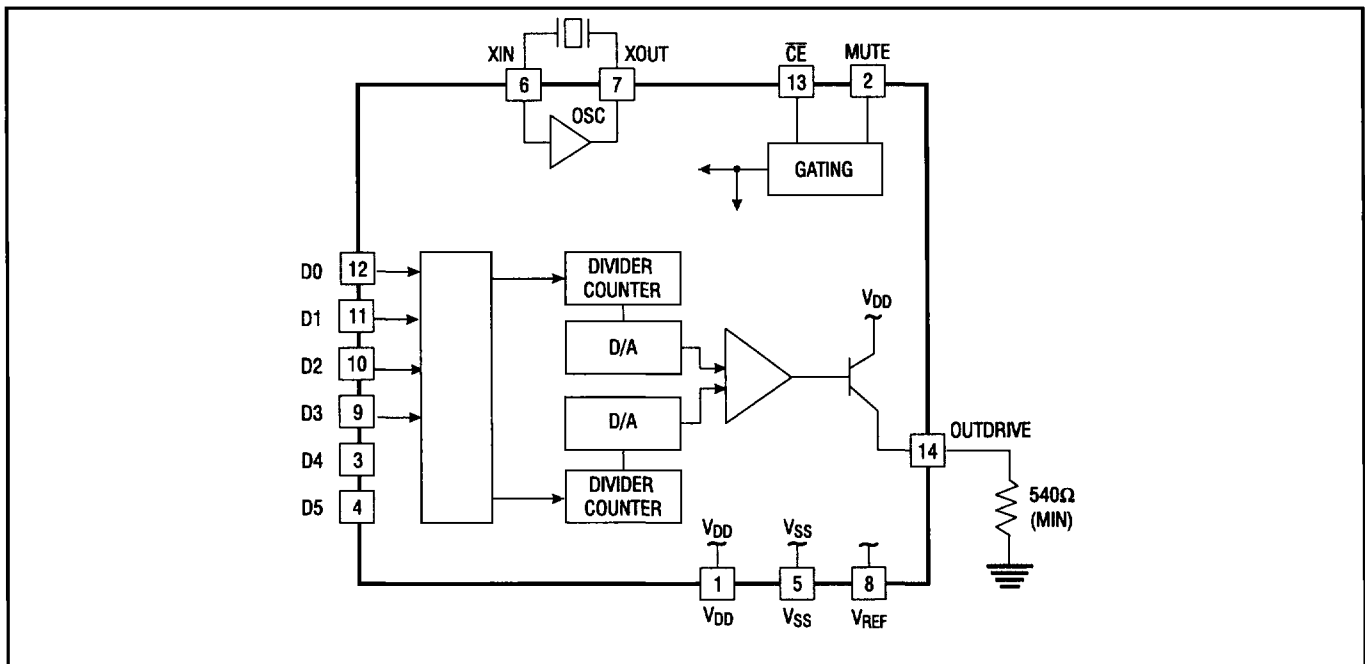 XIN
XOUT
CE
MUTE
6
7
13
2
OSC
GATING
D0
12
D1
11
D2
10
D3
9
D4
3
D5
4
DIVIDER
COUNTER
D/A
D/A
DIVIDER
COUNTER
VDD
OUTDRIVE
14
540Ω
(MIN)
VDD
VSS
1
5
8
VDD
VSS
VREF